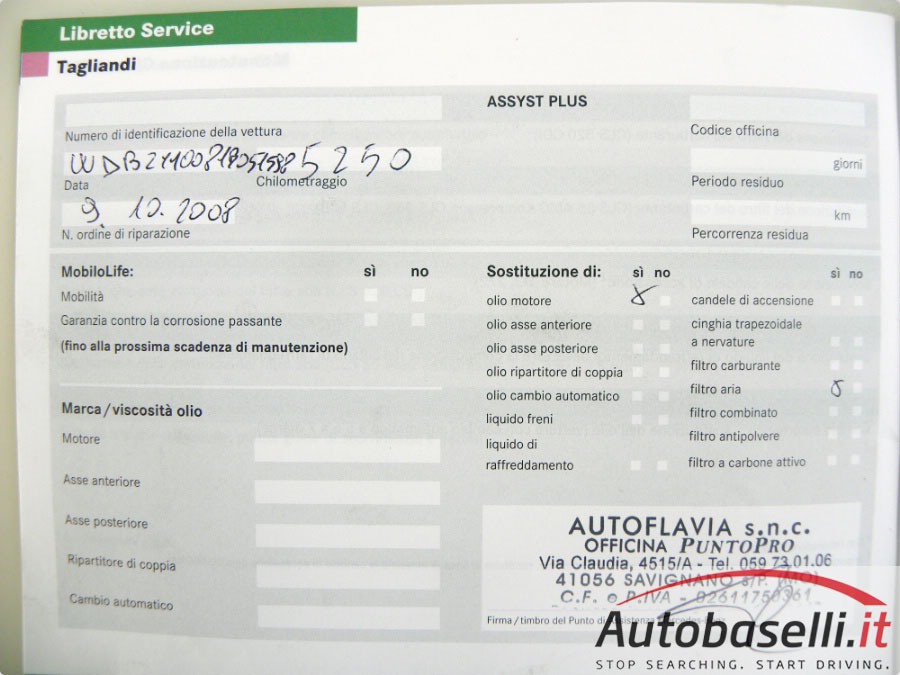 Libretto Service
Tagliandi
Numero di identificazione della vettura
5250
Data
Chilometraggio
9. 10. 2008
N. ordine di riparazione
ASSYST PLUS
Codice officina
giorni
Periodo residuo
km
Percorrenza residua
MobiloLife: sì no
Mobilità
Garanzia contro la corrosione passante
(fino alla prossima scadenza di manutenzione)
Marca/viscosità olio
Motore
Asse anteriore
Asse posteriore
Ripartitore di coppia
Cambio automatico
Sostituzione di: sì no
olio motore
olio asse anteriore
olio asse posteriore
olio ripartitore di coppia
olio cambio automatico
liquido freni
liquido di
raffreddamento
sì no
candele di accensione
cinghia trapezoidale
a nervature
filtro carburante
filtro aria
filtro combinato
filtro antipolvere
filtro a carbone attivo
AUTOFLAVIA s.n.c.
OFFICINA PUNTOPRO
Via Claudia, 4515/A - Tel. 059 73.01.06
41056 SAVIGNANO S/P. (MO)
C.F. e P.IVA - 02611750361
Firma/timbro del Punto di Assistenza Mercedes-Benz
Autobaselli.it
STOP SEARCHING. START DRIVING.